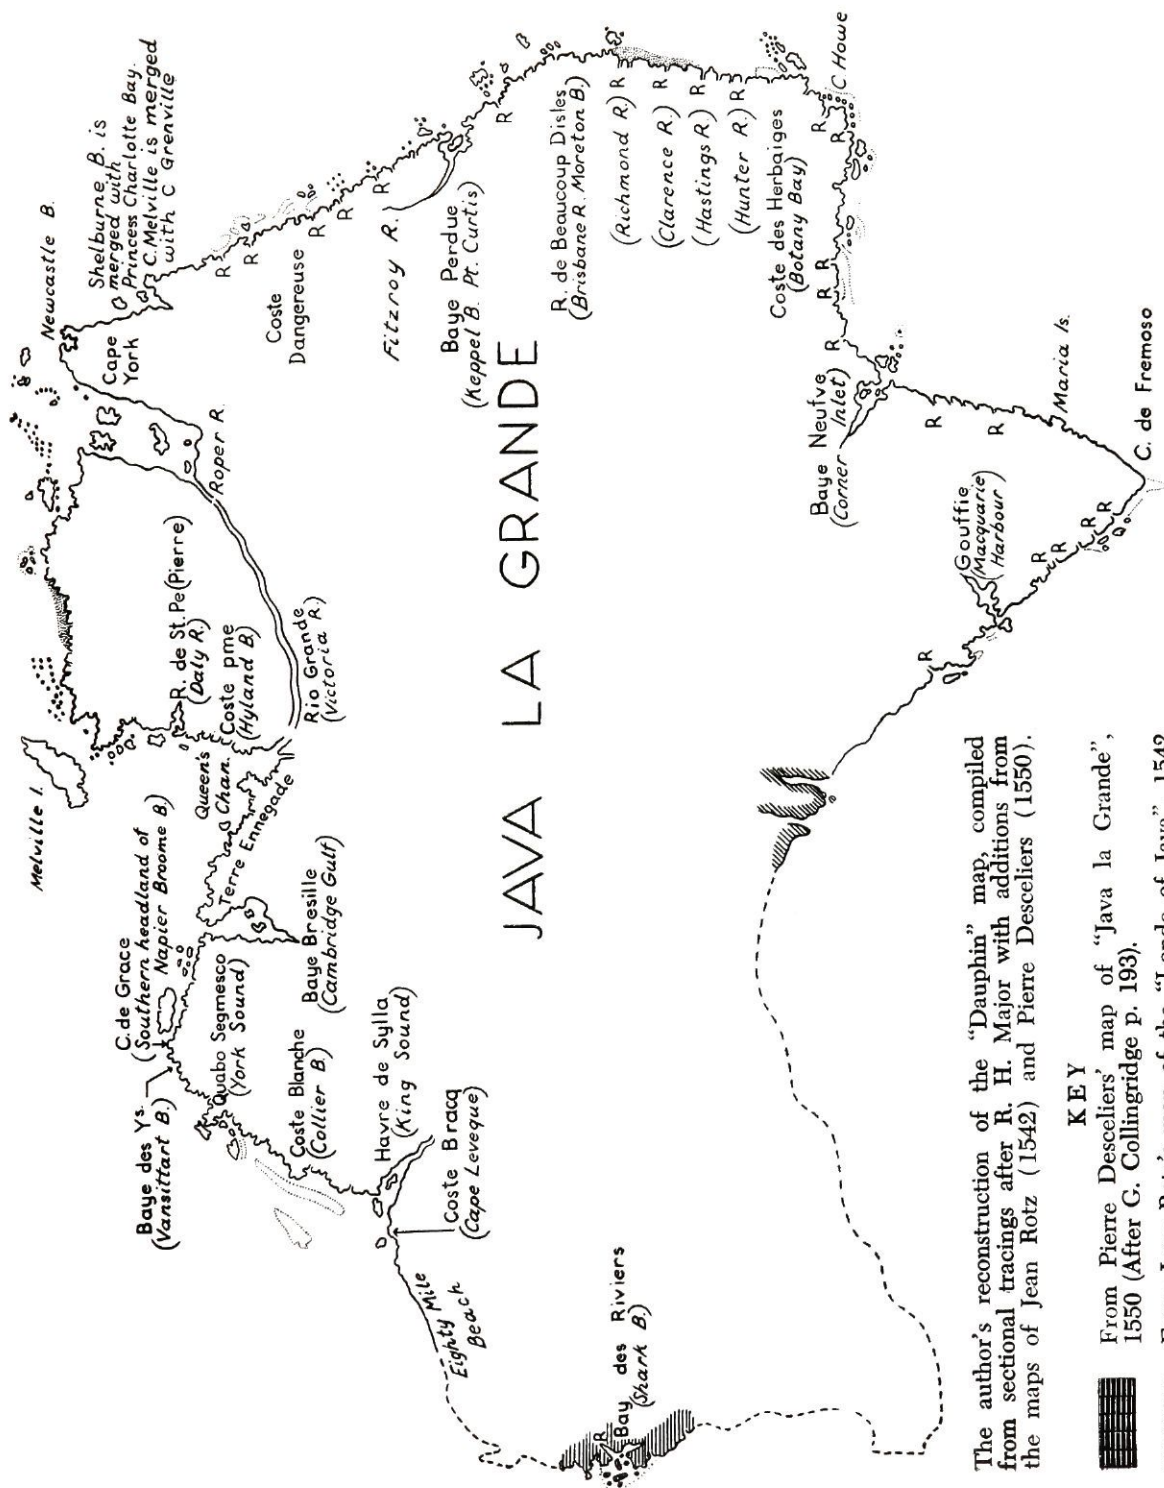 Melville I.
Newcastle B.
Shelburne B. is
merged with
Princess Charlotte Bay.
C. Melville is merged
with C Grenville
Cape
York
C. de Grace
(Southern headland of
Napier Broome B.)
Baye des Ys.
(Vansittart B.)
Quabo Segmesco
(York Sound)
Terre Ennegade
Queen's
Chan.
R. de St. Pe (Pierre)
(Daly R.)
Coste pme
(Hyland B.)
Rio Grande
(Victoria R.)
Roper R.
R
R
Coste
Dangereuse
R
R
R
R
Fitzroy R.
Baye Perdue
(Keppel B. Pt. Curtis)
R
Baye Bresille
(Cambridge Gulf)
Coste Blanche
(Collier B.)
Havre de Sylla
(King Sound)
Coste Bracq
(Cape Leveque)
Eighty Mile
Beach
JAVA LA GRANDE
R. de Beaucoup Disles
(Brisbane R. Moreton B.)
(Richmond R.) R
(Clarence R.) R
(Hastings R.) R
(Hunter R.) R
Coste des Herbaiges
(Botany Bay)
R
R
C Howe
R
R
R
Bay des Riviers
(Shark B.)
R
Baye Neufve
(Corner Inlet)
R
R
Maria Is.
C. de Fremoso
Gouffie
(Macquarie
Harbour)
R
R
R
R
R
The author's reconstruction of the "Dauphin" map, compiled
from sectional tracings after R. H. Major with additions from
the maps of Jean Rotz (1542) and Pierre Desceliers (1550).
KEY
From Pierre Desceliers' map of "Java la Grande",
1550 (After G. Collingridge p. 193).